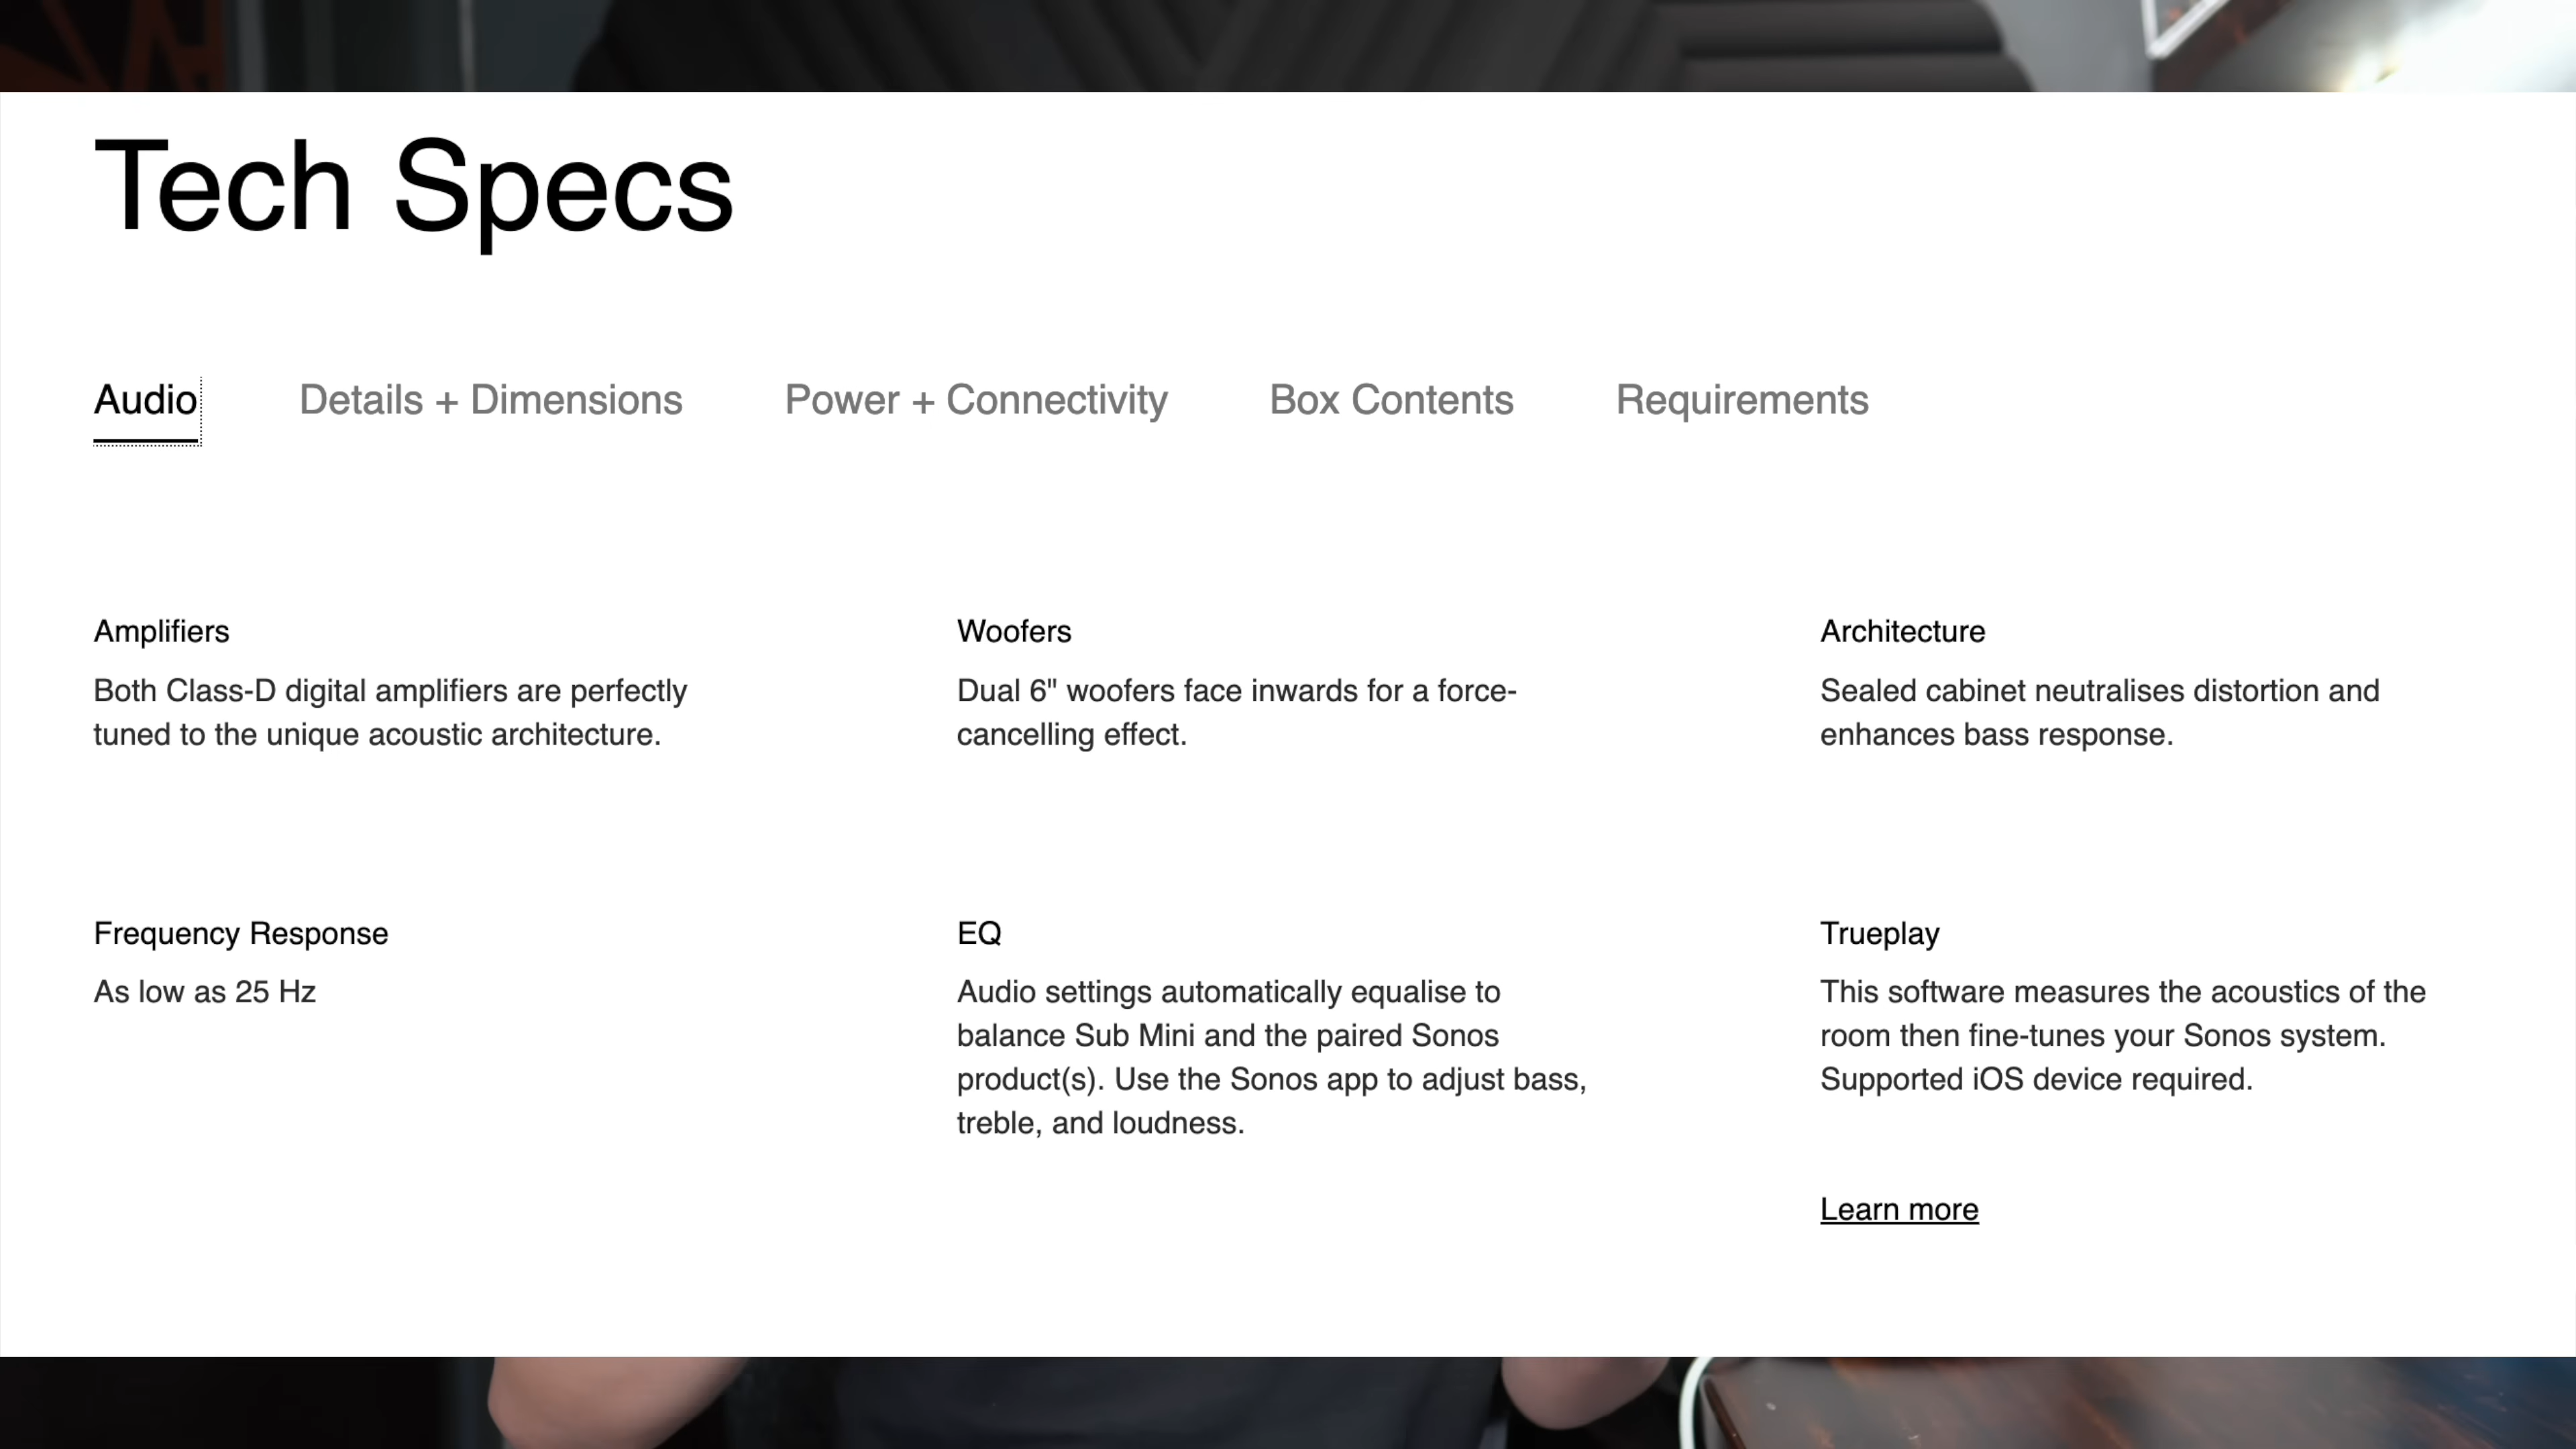 Tech Specs
Audio
Details + Dimensions
Power + Connectivity
Box Contents
Requirements
Amplifiers
Both Class-D digital amplifiers are perfectly
tuned to the unique acoustic architecture.
Woofers
Dual 6" woofers face inwards for a force-
cancelling effect.
Architecture
Sealed cabinet neutralises distortion and
enhances bass response.
Frequency Response
As low as 25 Hz
EQ
Audio settings automatically equalise to
balance Sub Mini and the paired Sonos
product(s). Use the Sonos app to adjust bass,
treble, and loudness.
Trueplay
This software measures the acoustics of the
room then fine-tunes your Sonos system.
Supported iOS device required.
Learn more